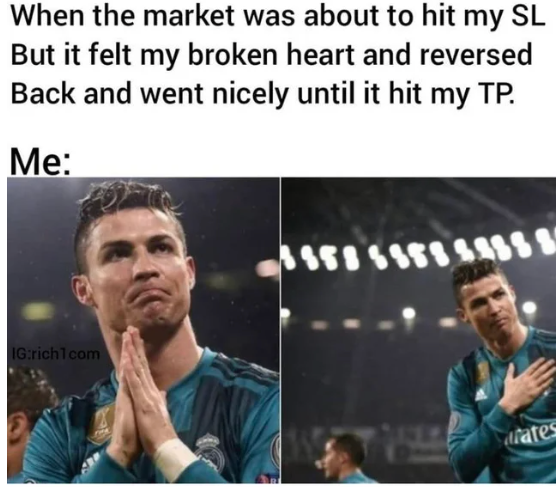 When the market was about to hit my SL
But it felt my broken heart and reversed
Back and went nicely until it hit my TP.
Me:
IG:rich1com